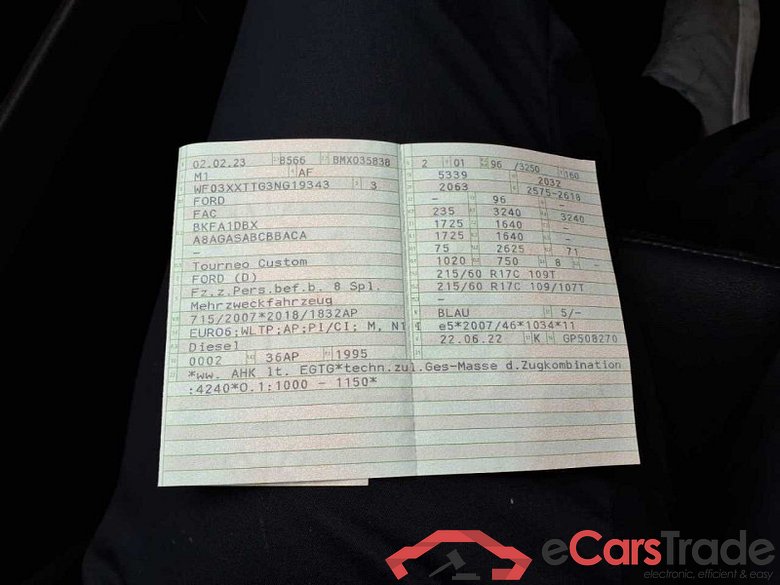 02.02.23 8566 BMX035838
M1 AF
WF03XXTTG3NG19343 3
FORD
FAC
BKFA1DBX
A8AGASABCBBACA
–
Tourneo Custom
FORD (D)
Fz.z.Pers.bef.b. 8 Spl.
Mehrzweckfahrzeug
715/2007*2018/1832AP
EURO6;WLTP;AP;PI/CI; M, N1 I
Diesel
0002 36AP 1995
*ww. AHK lt. EGTG*techn.zul.Ges-Masse d.Zugkombination
:4240*O.1:1000 - 1150*
2 01 96 /3250 160
5339 2032
2063 2575-2618
– 96 –
235 3240 3240
1725 1640 –
1725 1640 –
75 2625 71
1020 750 8 –
215/60 R17C 109T
215/60 R17C 109/107T
–
BLAU 5/–
e5*2007/46*1034*11
22.06.22 K GP508270
eCarsTrade
electronic, efficient & easy